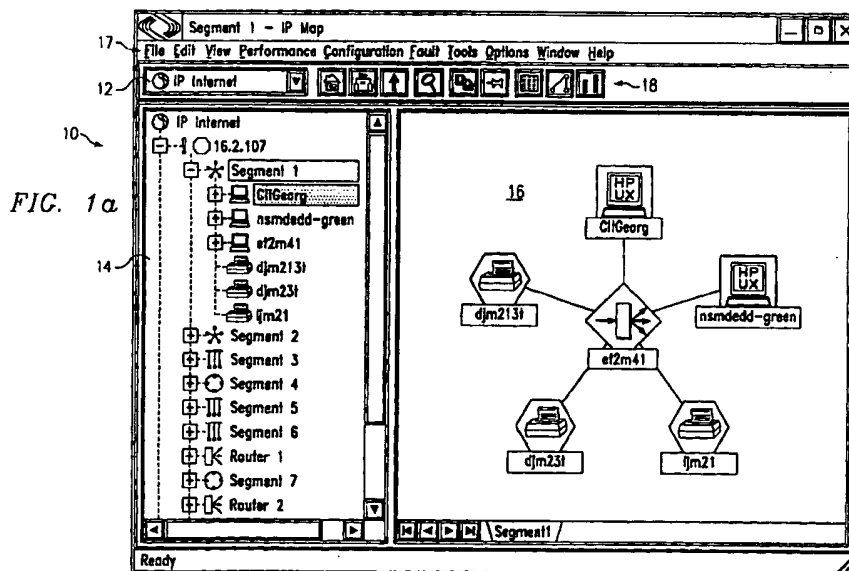 Segment 1 - IP Map
17
File Edit View Performance Configuration Fault Tools Options Window Help
12
IP Internet
18
10
IP Internet
16.2.107
Segment 1
CltGeorg
nsmdedd-green
et2m41
djm213t
djm23t
ljm21
Segment 2
Segment 3
Segment 4
Segment 5
Segment 6
Router 1
Segment 7
Router 2
FIG. 1a
14
16
HP
UX
CltGeorg
djm213t
HP
UX
nsmdedd-green
et2m41
djm23t
ljm21
Segment1
Ready